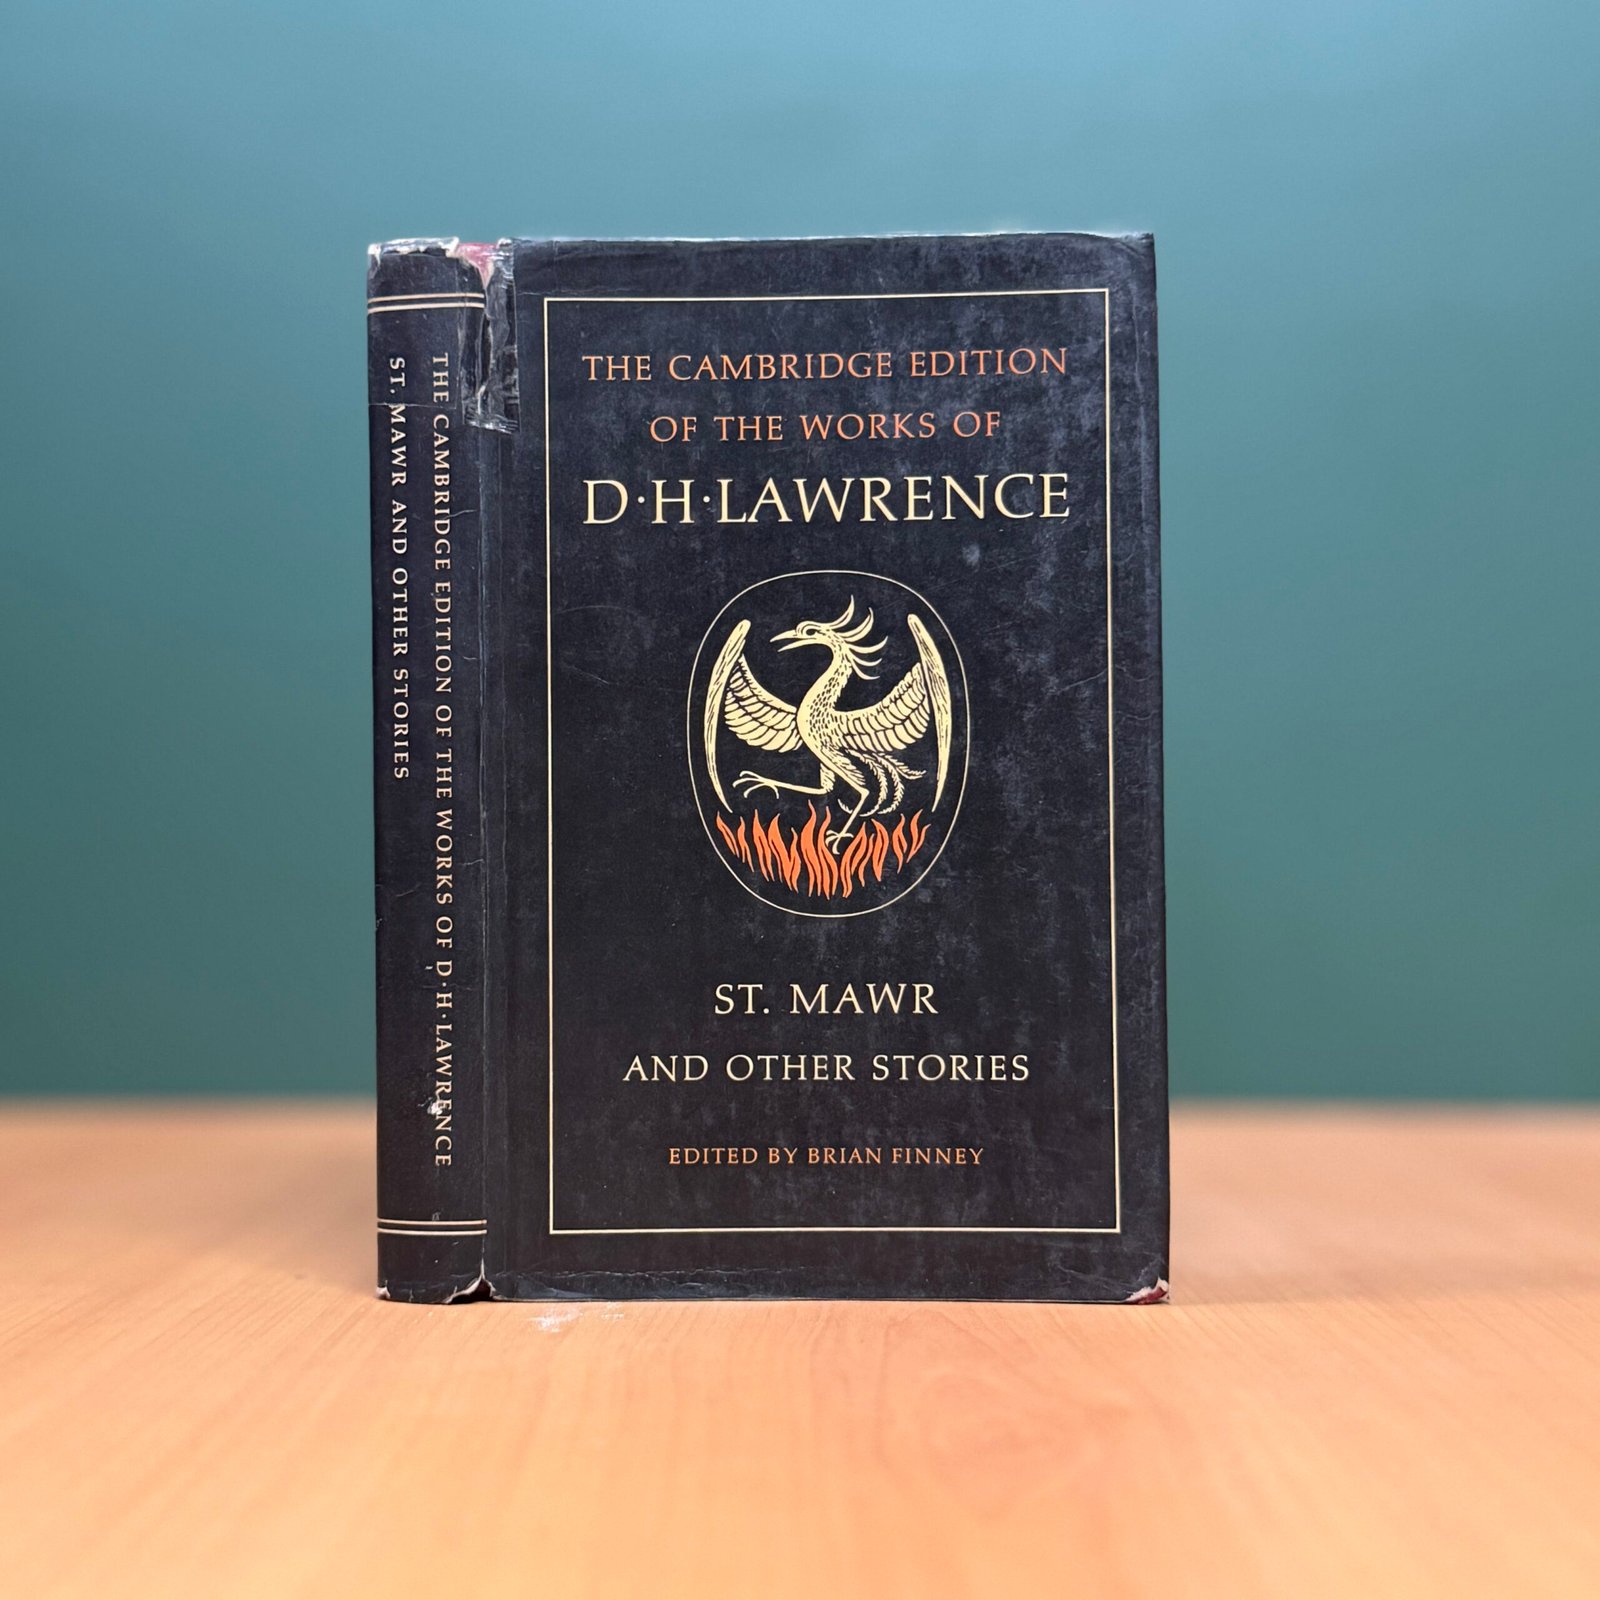 THE CAMBRIDGE EDITION OF THE WORKS OF D·H·LAWRENCE
ST. MAWR AND OTHER STORIES
THE CAMBRIDGE EDITION
OF THE WORKS OF
D·H·LAWRENCE
ST. MAWR
AND OTHER STORIES
EDITED BY BRIAN FINNEY